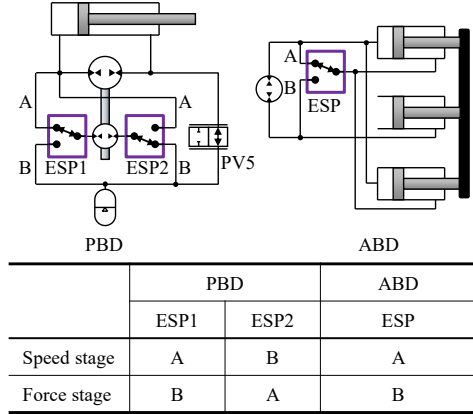 A
A
A
B
B
B
ESP1
ESP2
PV5
ESP
PBD
ABD
PBD ABD
ESP1 ESP2 ESP
Speed stage A B A
Force stage B A B